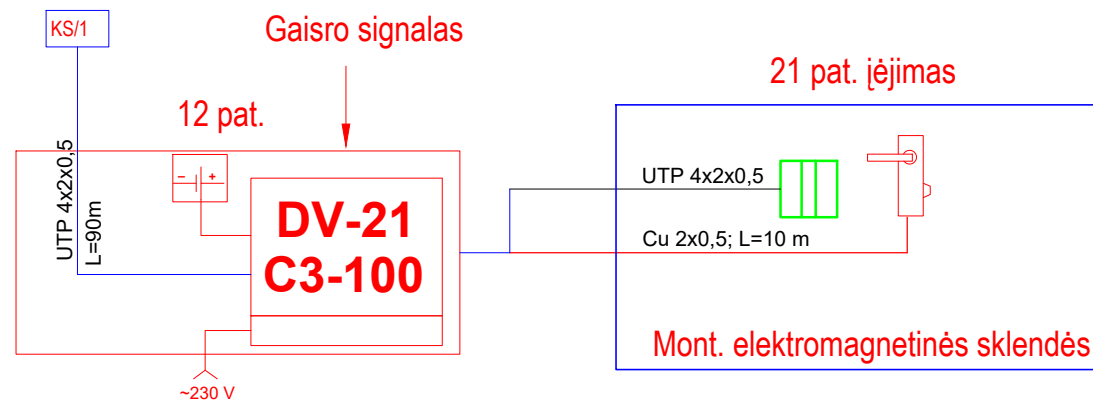 KS/1
Gaisro signalas
21 pat. įėjimas
12 pat.
UTP 4x2x0,5
L=90m
- +
DV-21
C3-100
~230 V
UTP 4x2x0,5
Cu 2x0,5; L=10 m
Mont. elektromagnetinės sklendės